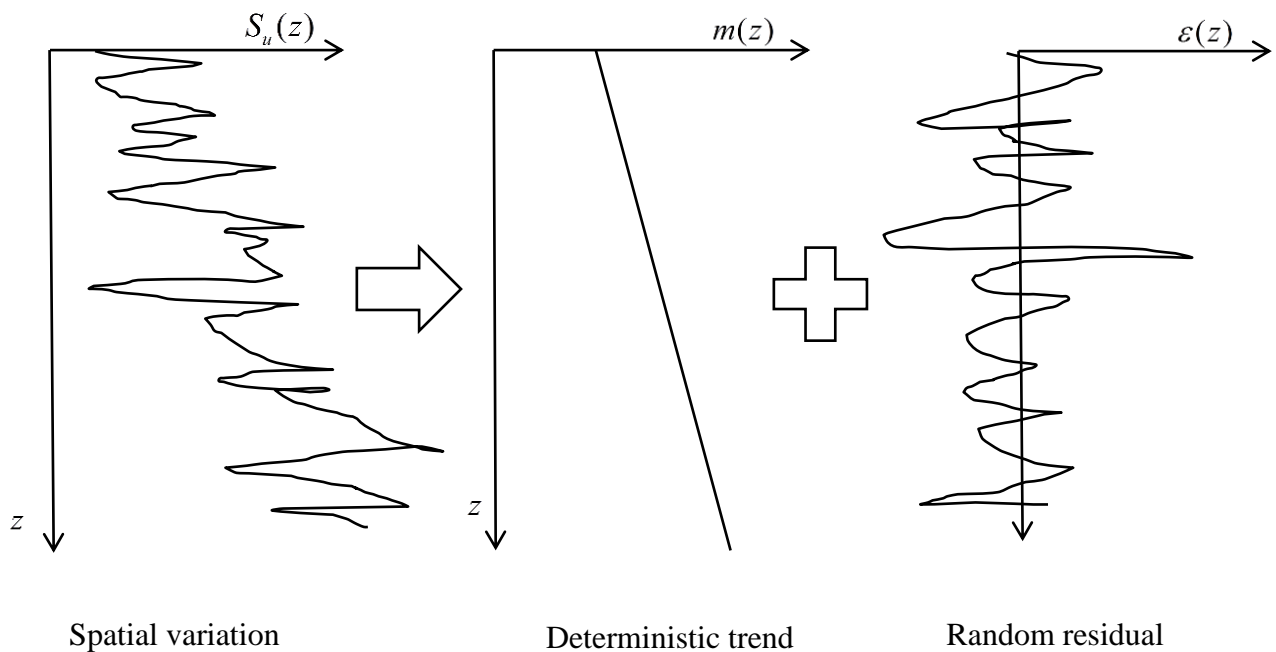 S_u(z)
m(z)
ε(z)
z
z
Spatial variation
Deterministic trend
Random residual